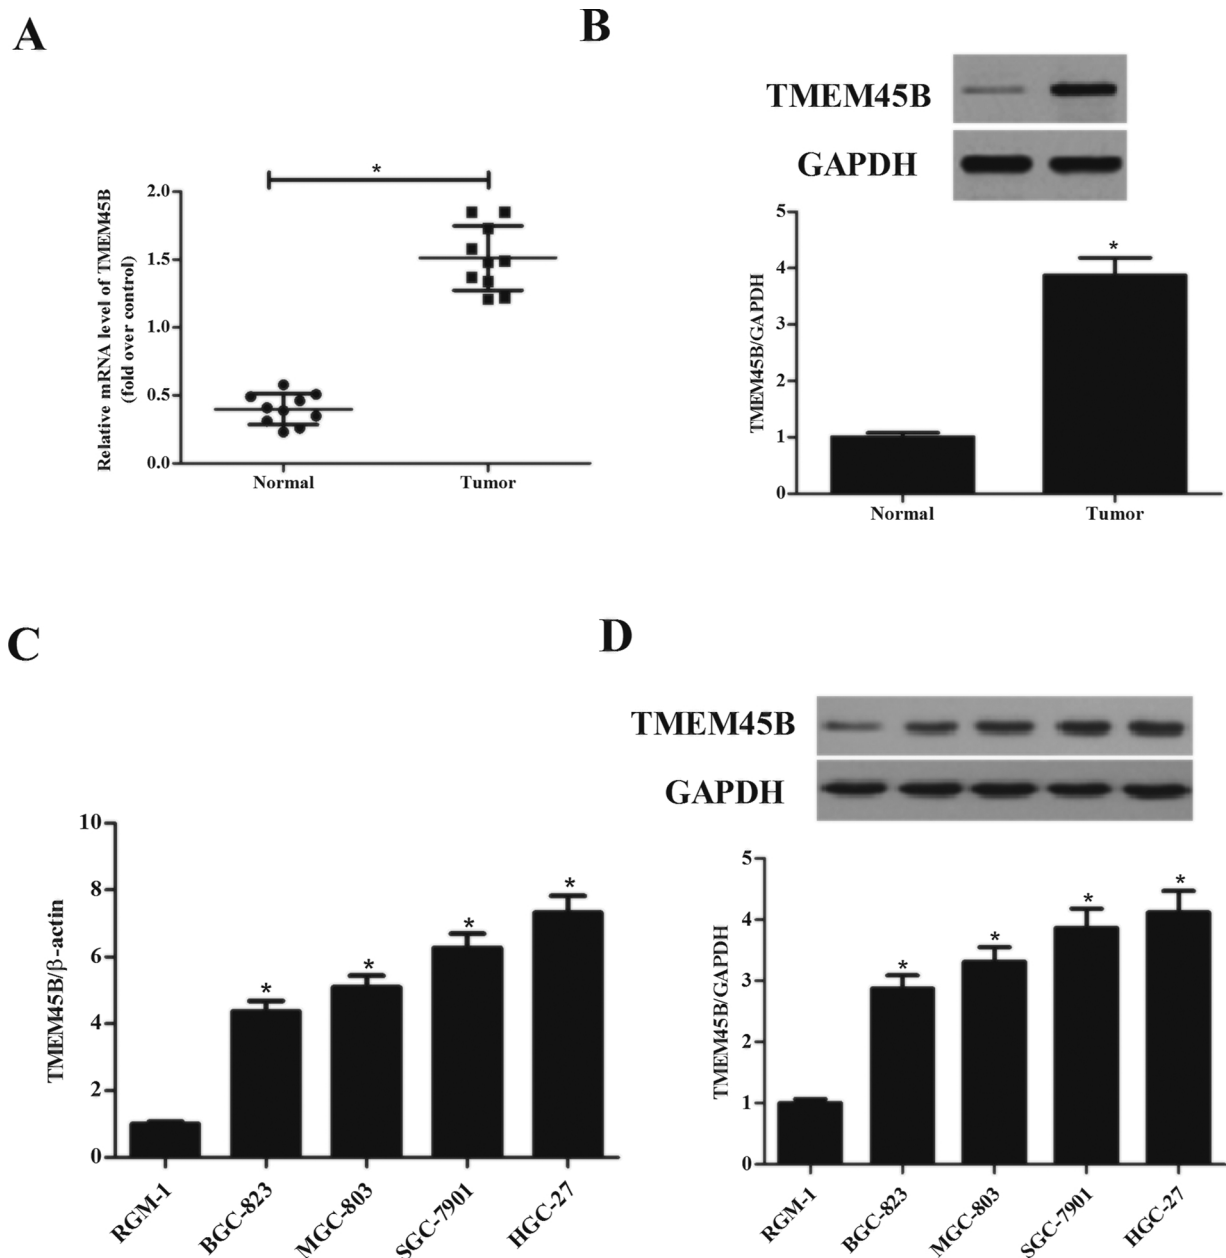 A
Relative mRNA level of TMEM45B
(fold over control)
2.0
1.5
1.0
0.5
0.0
*
Normal
Tumor
B
TMEM45B
GAPDH
TMEM45B/GAPDH
5
4
3
2
1
0
*
Normal
Tumor
C
TMEM45B/β-actin
10
8
6
4
2
0
*
*
*
*
RGM-1
BGC-823
MGC-803
SGC-7901
HGC-27
D
TMEM45B
GAPDH
TMEM45B/GAPDH
5
4
3
2
1
0
*
*
*
*
RGM-1
BGC-823
MGC-803
SGC-7901
HGC-27